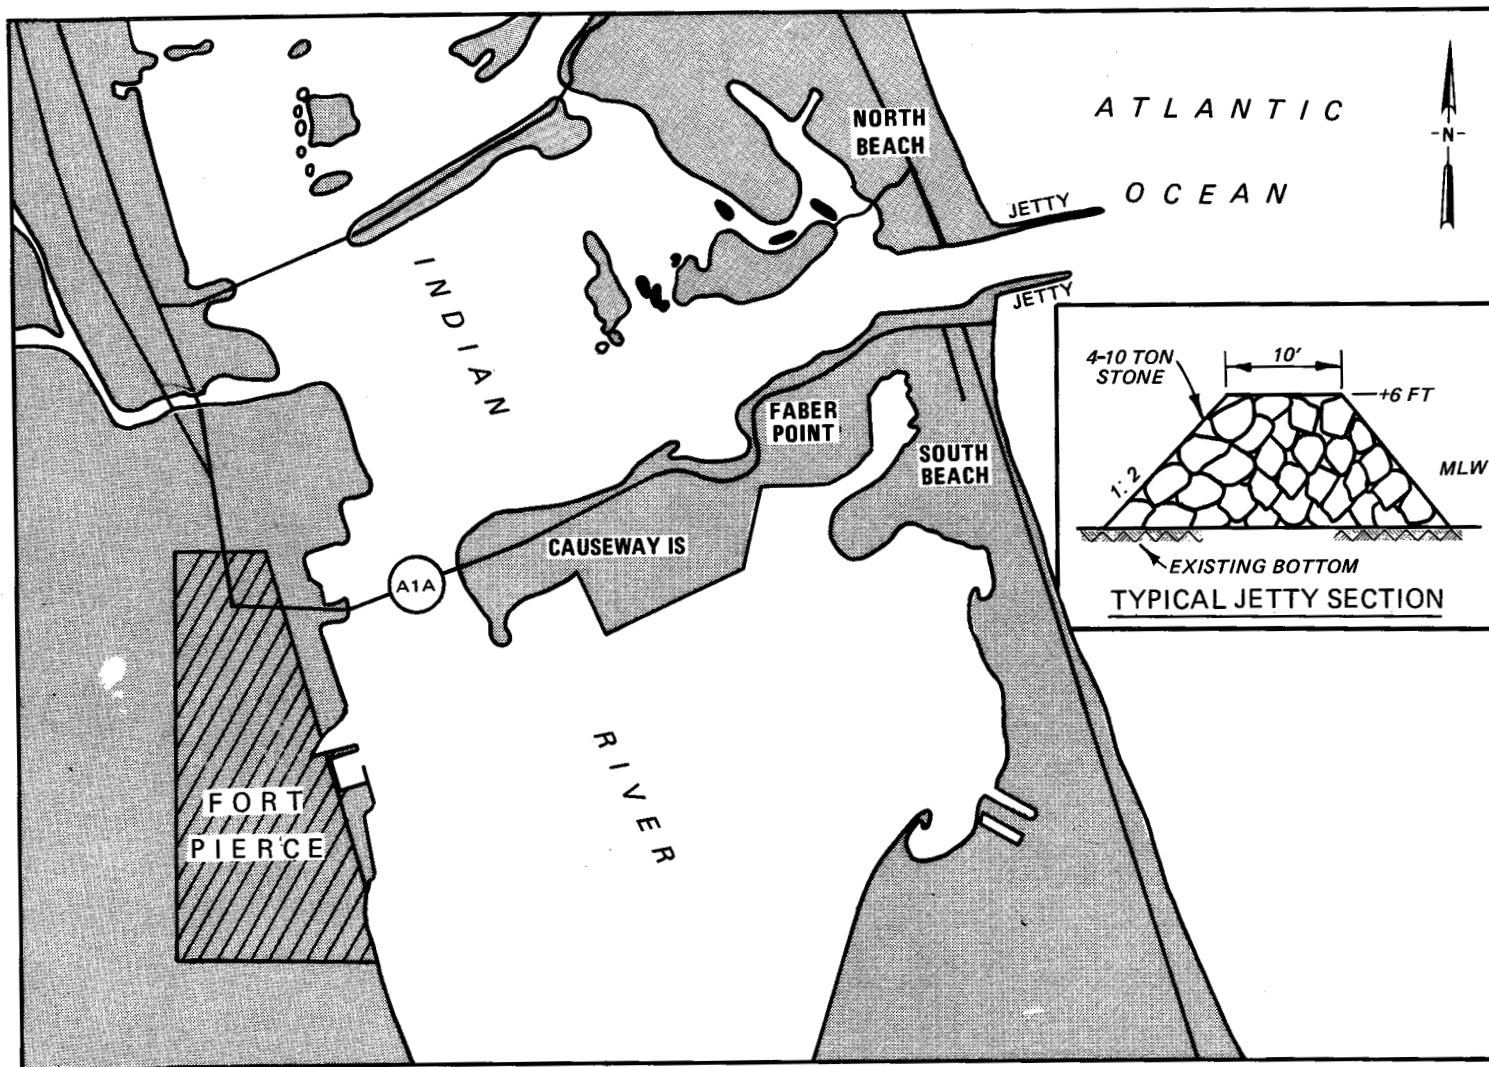 ATLANTIC
OCEAN
-N-
NORTH
BEACH
JETTY
JETTY
INDIAN
RIVER
FABER
POINT
SOUTH
BEACH
CAUSEWAY IS
A1A
FORT
PIERCE
4-10 TON
STONE
10'
+6 FT
1:2
MLW
EXISTING BOTTOM
TYPICAL JETTY SECTION